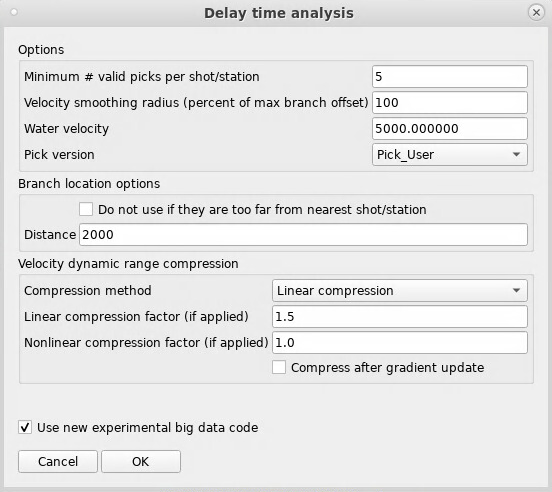 Delay time analysis
Options
Minimum # valid picks per shot/station 5
Velocity smoothing radius (percent of max branch offset) 100
Water velocity 5000.000000
Pick version Pick_User
Branch location options
Do not use if they are too far from nearest shot/station
Distance 2000
Velocity dynamic range compression
Compression method Linear compression
Linear compression factor (if applied) 1.5
Nonlinear compression factor (if applied) 1.0
Compress after gradient update
Use new experimental big data code
Cancel OK